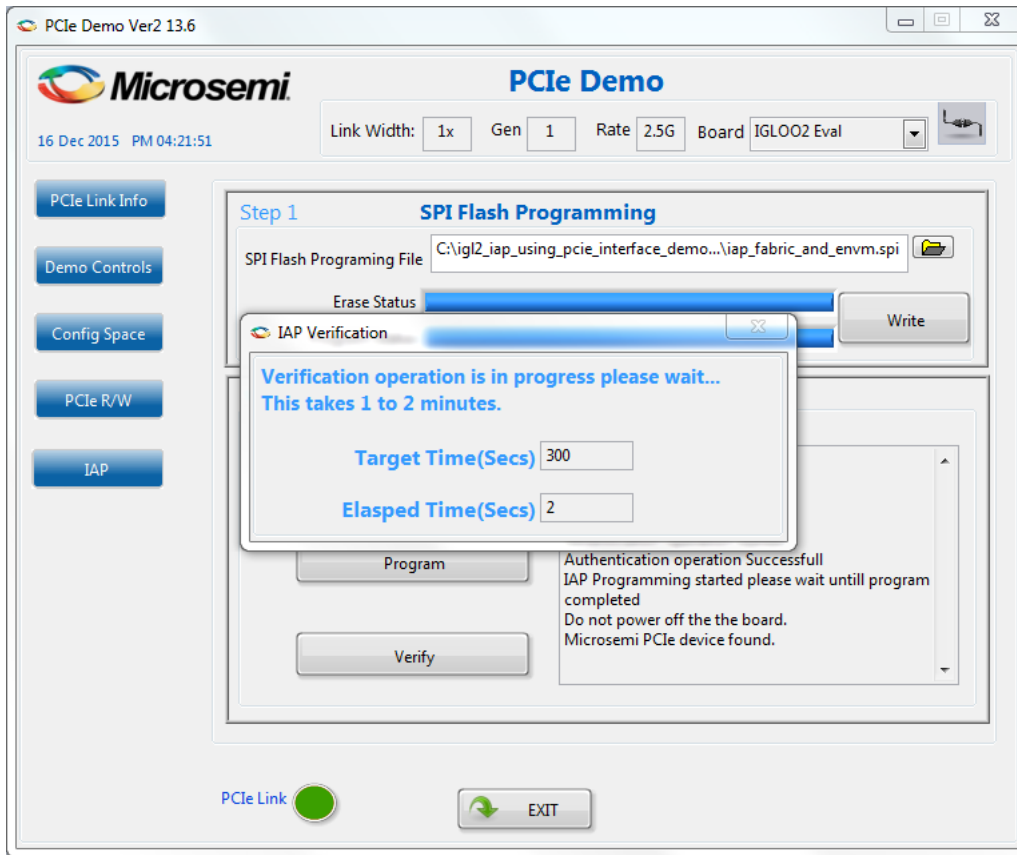 PCIe Demo Ver2 13.6
Microsemi.
PCIe Demo
16 Dec 2015 PM 04:21:51
Link Width: 1x Gen 1 Rate 2.5G Board IGLOO2 Eval
PCIe Link Info
Demo Controls
Config Space
PCIe R/W
IAP
Step 1 SPI Flash Programming
SPI Flash Programing File C:\igl2_iap_using_pcie_interface_demo...\iap_fabric_and_envm.spi
Erase Status
Write
IAP Verification
Verification operation is in progress please wait...
This takes 1 to 2 minutes.
Target Time(Secs) 300
Elasped Time(Secs) 2
Program
Verify
Authentication operation Successfull
IAP Programming started please wait untill program
completed
Do not power off the the board.
Microsemi PCIe device found.
PCIe Link
EXIT